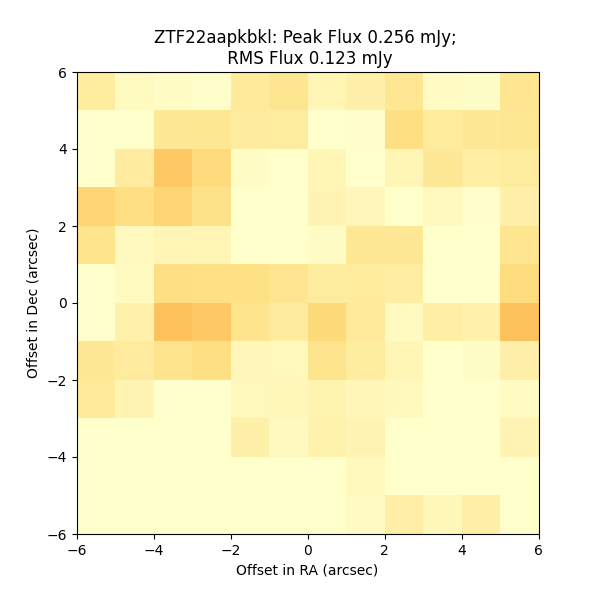 ZTF22aapkbkl: Peak Flux 0.256 mJy;
RMS Flux 0.123 mJy
6
4
2
0
−2
−4
−6
Offset in Dec (arcsec)
−6 −4 −2 0 2 4 6
Offset in RA (arcsec)